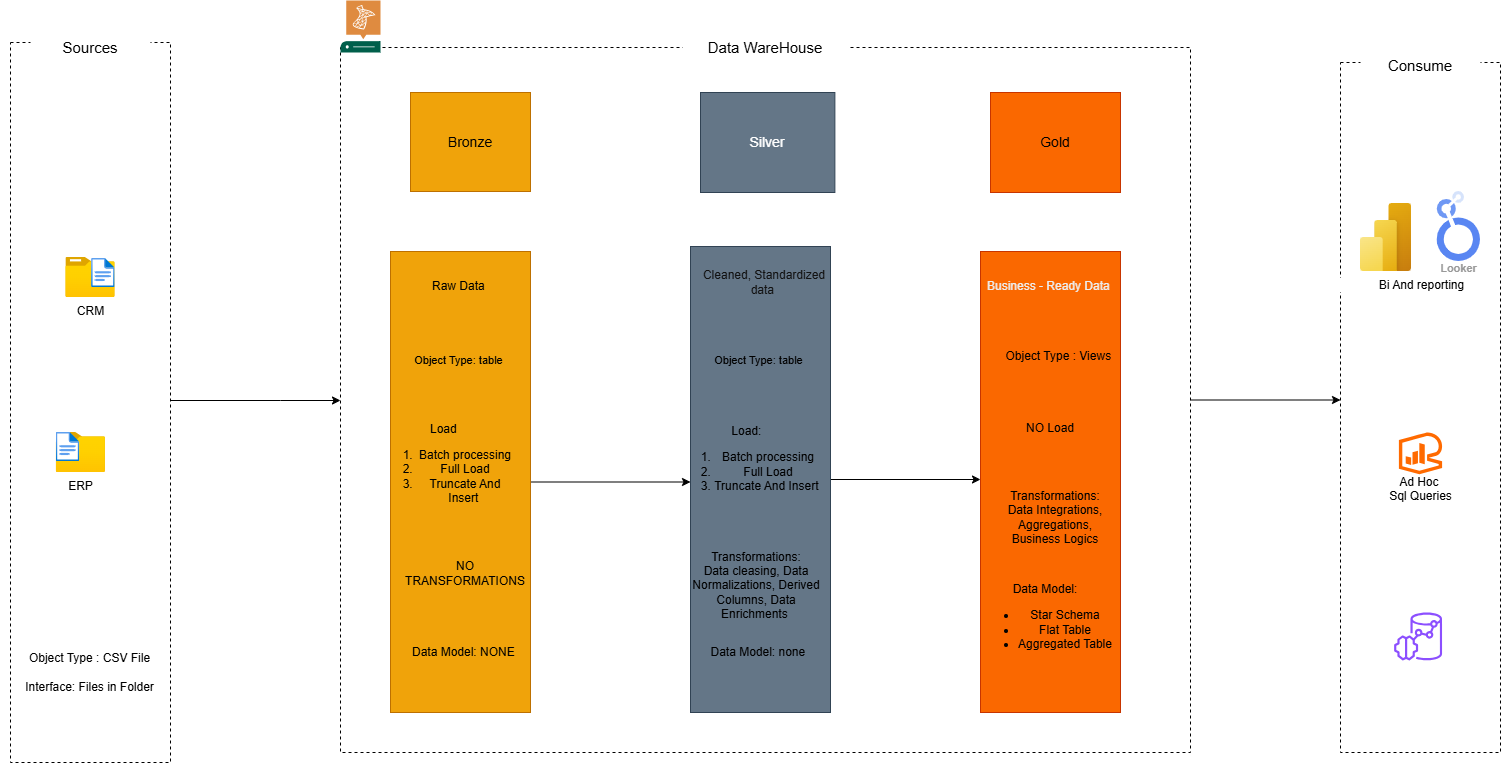 Sources
Data WareHouse
Consume
Bronze
Silver
Gold
CRM
ERP
Object Type : CSV File
Interface: Files in Folder
Raw Data
Object Type: table
Load
1. Batch processing
2. Full Load
3. Truncate And
Insert
NO
TRANSFORMATIONS
Data Model: NONE
Cleaned, Standardized
data
Object Type: table
Load:
1. Batch processing
2. Full Load
3. Truncate And Insert
Transformations:
Data cleasing, Data
Normalizations, Derived
Columns, Data
Enrichments
Data Model: none
Business - Ready Data
Object Type : Views
NO Load
Transformations:
Data Integrations,
Aggregations,
Business Logics
Data Model:
• Star Schema
• Flat Table
• Aggregated Table
Looker
Bi And reporting
Ad Hoc
Sql Queries